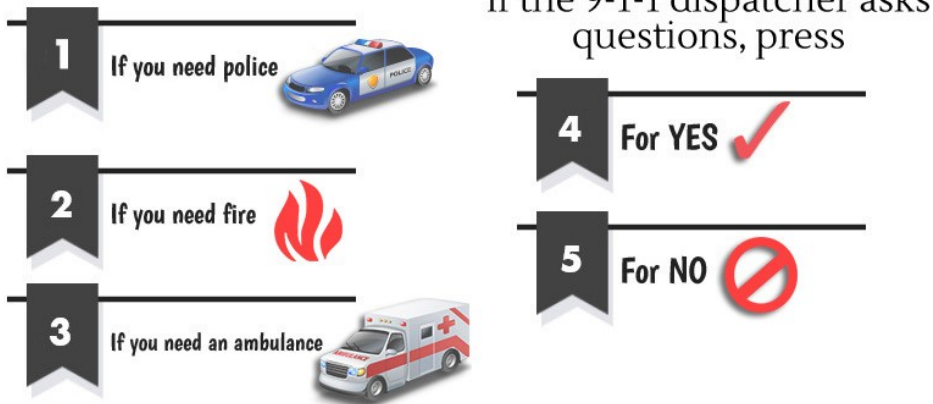 1
If you need police
POLICE
2
If you need fire
3
If you need an ambulance
AMBULANCE
If the 9-1-1 dispatcher asks
questions, press
4
For YES
5
For NO